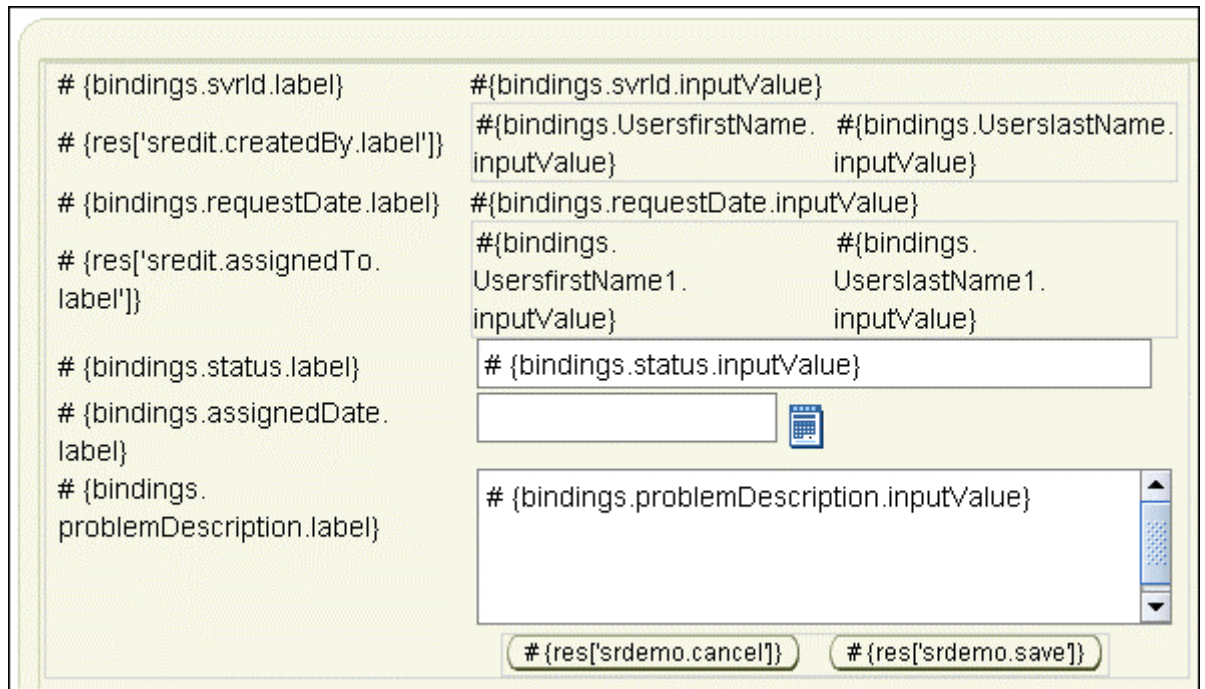 # {bindings.svrId.label} #{bindings.svrId.inputValue}
# {res['sredit.createdBy.label']}
#{bindings.UsersfirstName.
inputValue}
#{bindings.UserslastName.
inputValue}
# {bindings.requestDate.label} #{bindings.requestDate.inputValue}
# {res['sredit.assignedTo.
label']}
#{bindings.
UsersfirstName1.
inputValue}
#{bindings.
UserslastName1.
inputValue}
# {bindings.status.label} # {bindings.status.inputValue}
# {bindings.assignedDate.
label}
# {bindings.
problemDescription.label}
# {bindings.problemDescription.inputValue}
# {res['srdemo.cancel']} # {res['srdemo.save']}